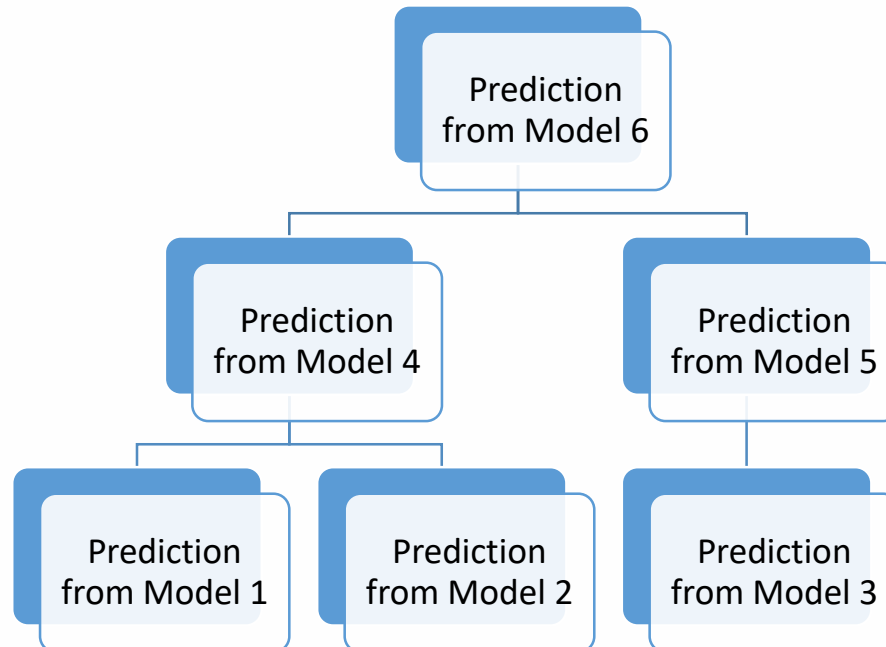 Prediction
from Model 6
Prediction
from Model 4
Prediction
from Model 5
Prediction
from Model 1
Prediction
from Model 2
Prediction
from Model 3